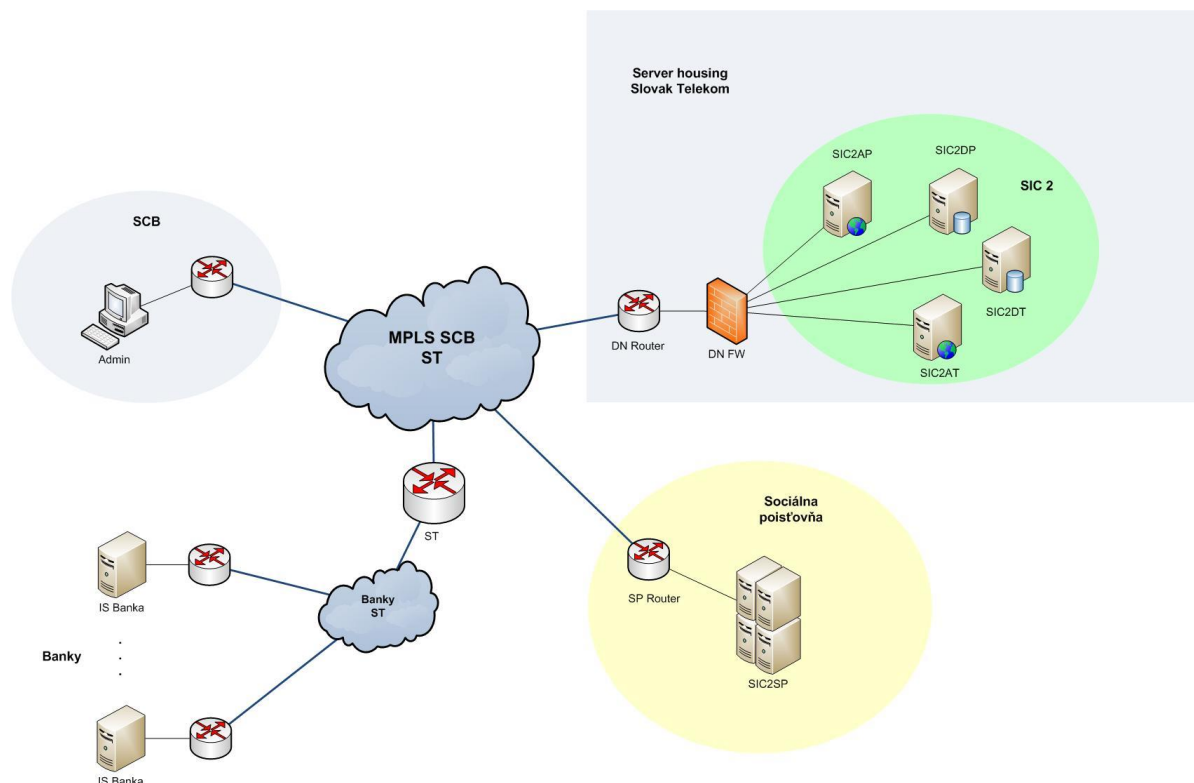 Server housing
Slovak Telekom
SIC2AP
SIC2DP
SIC 2
SCB
SIC2DT
MPLS SCB
ST
Admin
DN Router
DN FW
SIC2AT
Sociálna
poisťovňa
ST
Banky
ST
IS Banka
SP Router
.
.
.
Banky
SIC2SP
IS Banka